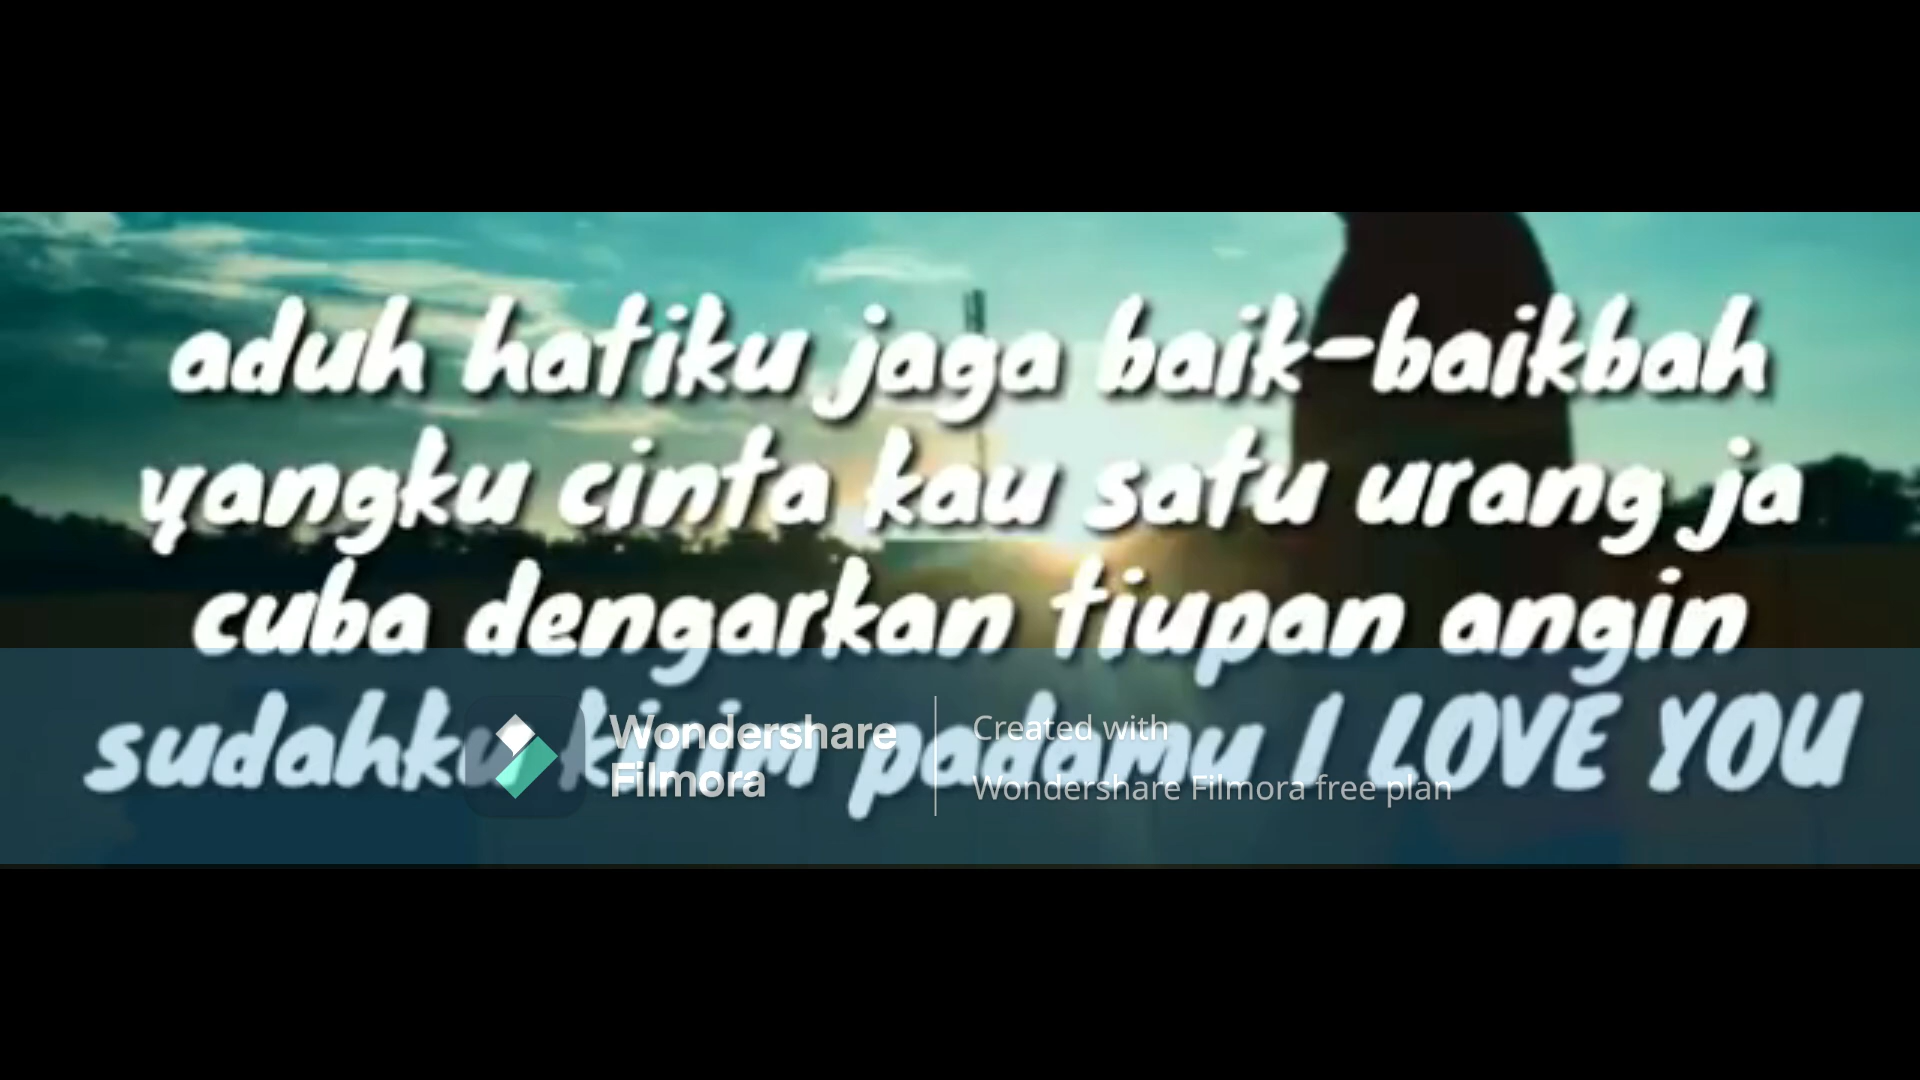 aduh hatiku jaga baik-baikbah
yangku cinta kau satu urang ja
cuba dengarkan tiupan angin
sudahku kirim padamu I LOVE YOU
Wondershare
Filmora
Created with
Wondershare Filmora free plan